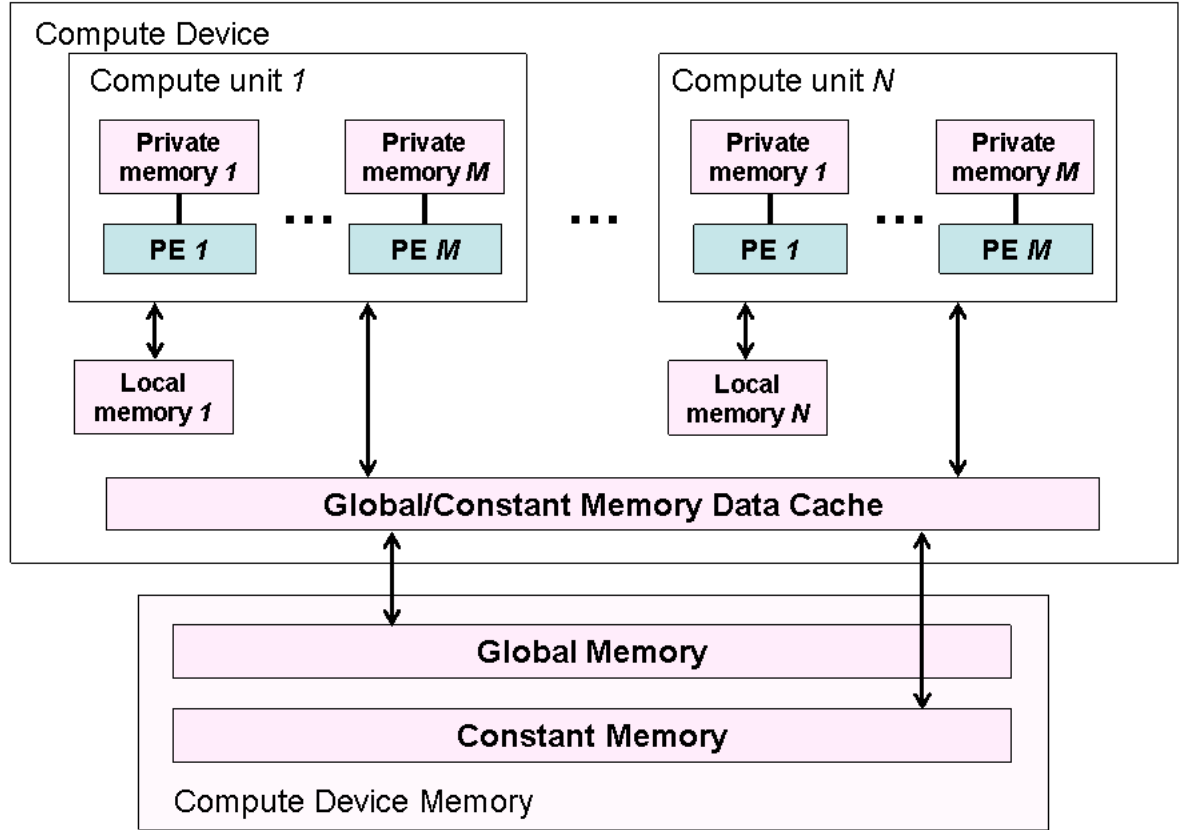 Compute Device
Compute unit 1
Private
memory 1
Private
memory M
PE 1
PE M
...
Local
memory 1
...
Compute unit N
Private
memory 1
Private
memory M
PE 1
PE M
...
Local
memory N
Global/Constant Memory Data Cache
Global Memory
Constant Memory
Compute Device Memory